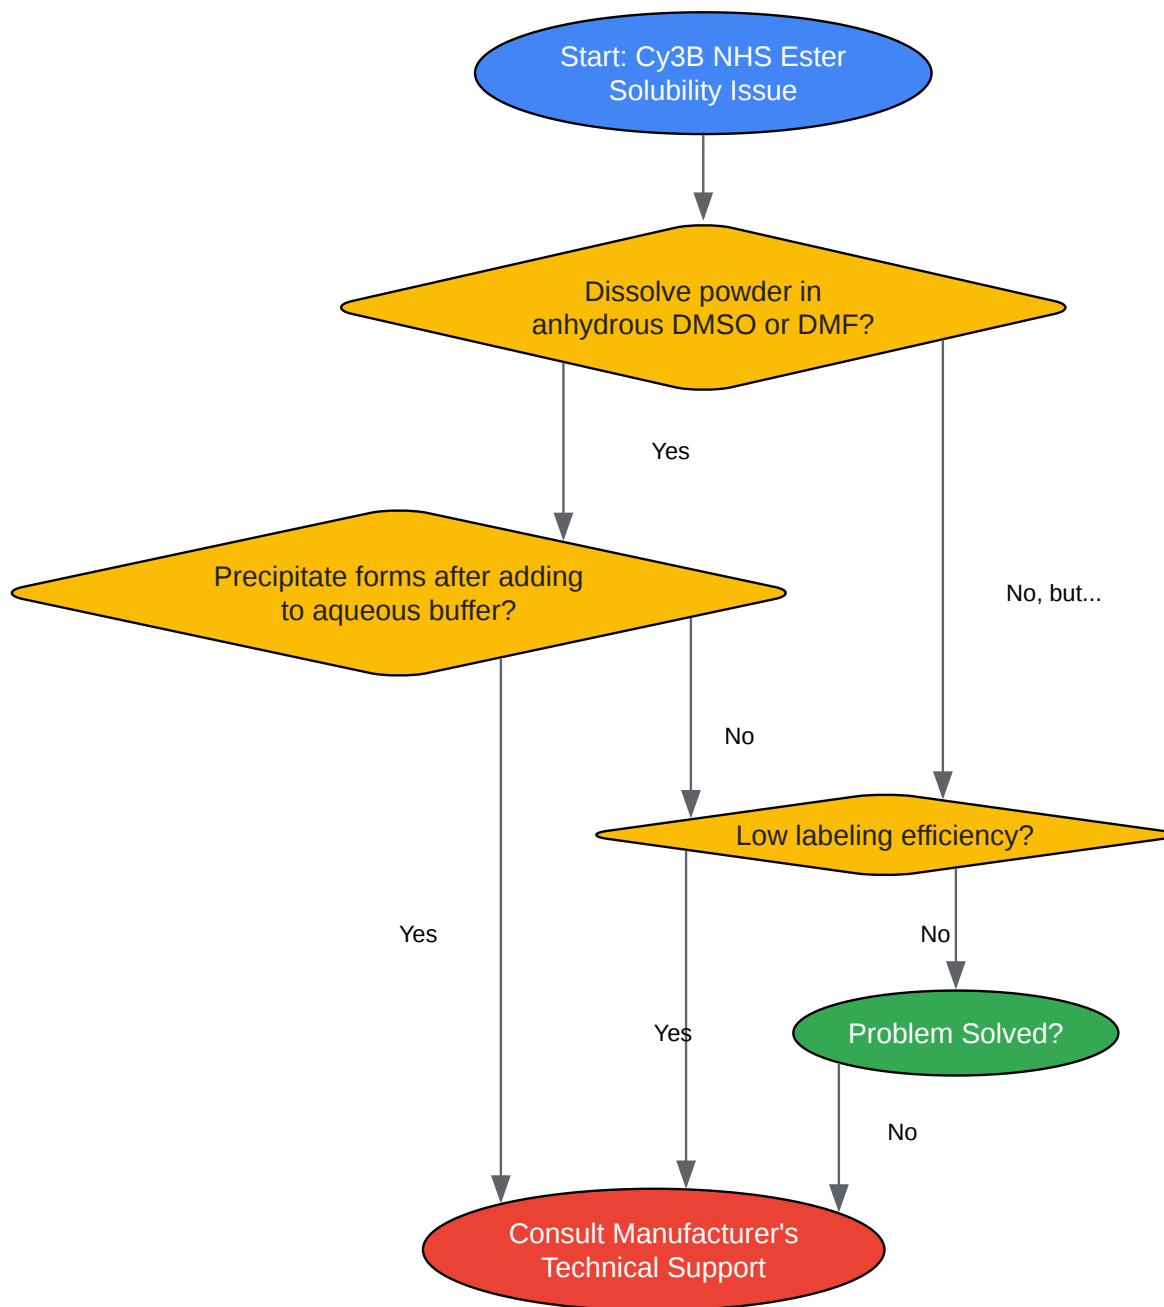 Start: Cy3B NHS Ester
Solubility Issue
Dissolve powder in
anhydrous DMSO or DMF?
Yes
Precipitate forms after adding
to aqueous buffer?
No, but...
No
Low labeling efficiency?
Yes
No
Problem Solved?
Yes
No
Consult Manufacturer's
Technical Support